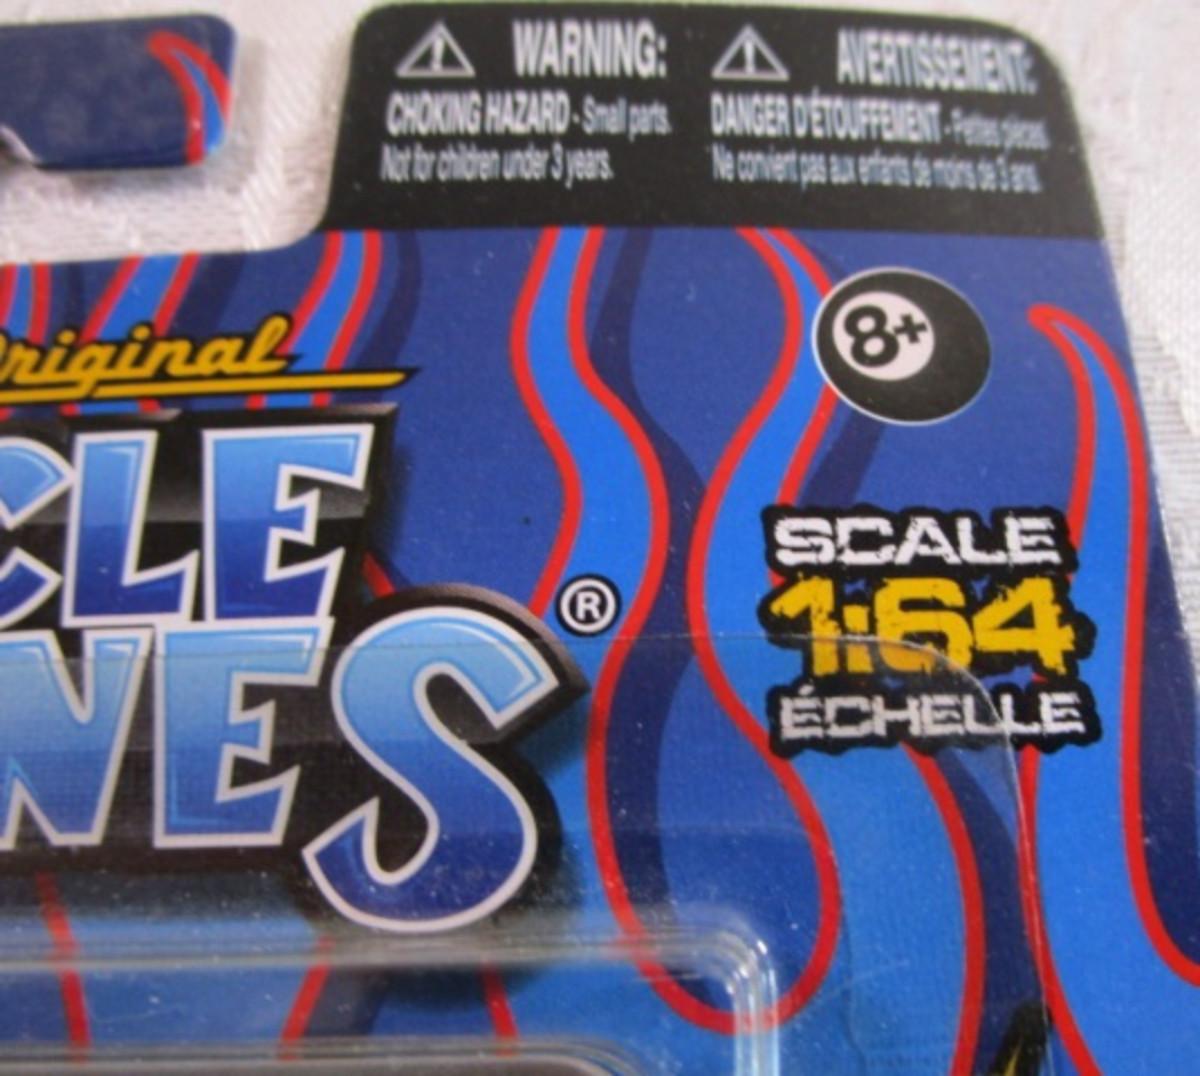 WARNING:
CHOKING HAZARD - Small parts.
Not for children under 3 years.
AVERTISSEMENT:
DANGER D'ÉTOUFFEMENT - Petites pièces
Ne convient pas aux enfants de moins de 3 ans.
8+
Original
CLE
NES
®
SCALE
1:64
ÉCHELLE